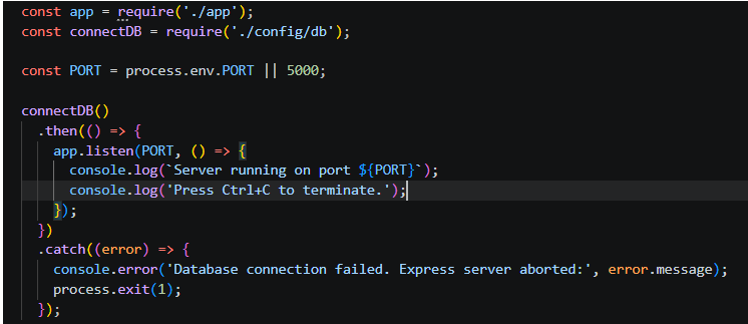 const app = require('./app');
const connectDB = require('./config/db');
const PORT = process.env.PORT || 5000;
connectDB()
.then(() => {
app.listen(PORT, () => {
console.log(`Server running on port ${PORT}`);
console.log('Press Ctrl+C to terminate.');
});
})
.catch((error) => {
console.error('Database connection failed. Express server aborted:', error.message);
process.exit(1);
});